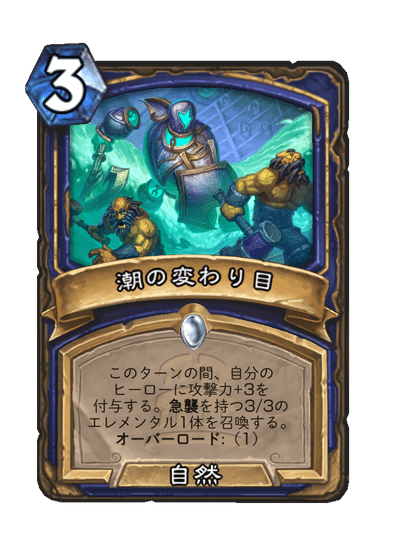 3
潮の変わり目
このターンの間、自分の
ヒーローに攻撃力+3を
付与する。急襲を持つ3/3の
エレメンタル1体を召喚する。
オーバーロード:（1）
自然